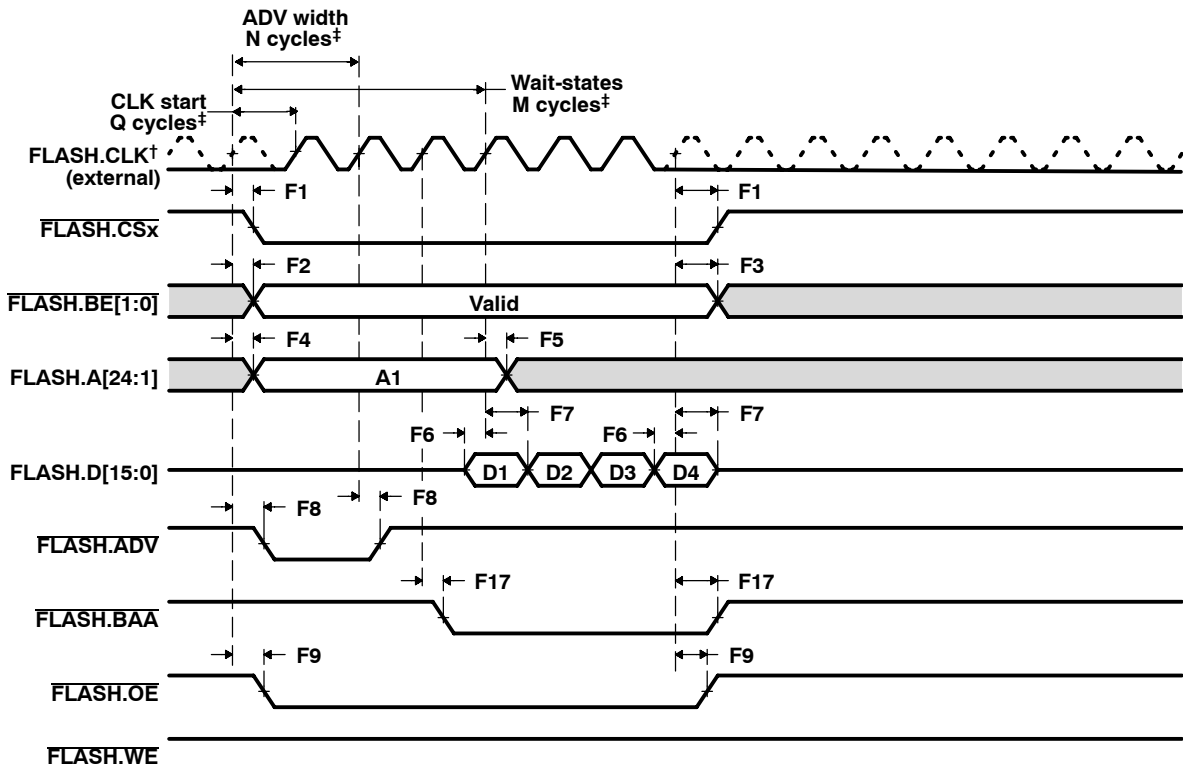 ADV width
N cycles‡
Wait-states
M cycles‡
CLK start
Q cycles‡
FLASH.CLK†
(external)
F1
F1
FLASH.CSx
F2
F3
FLASH.BE[1:0]
Valid
F4
F5
FLASH.A[24:1]
A1
F7
F7
F6
F6
FLASH.D[15:0]
D1
D2
D3
D4
F8
F8
FLASH.ADV
F17
F17
FLASH.BAA
F9
F9
FLASH.OE
FLASH.WE